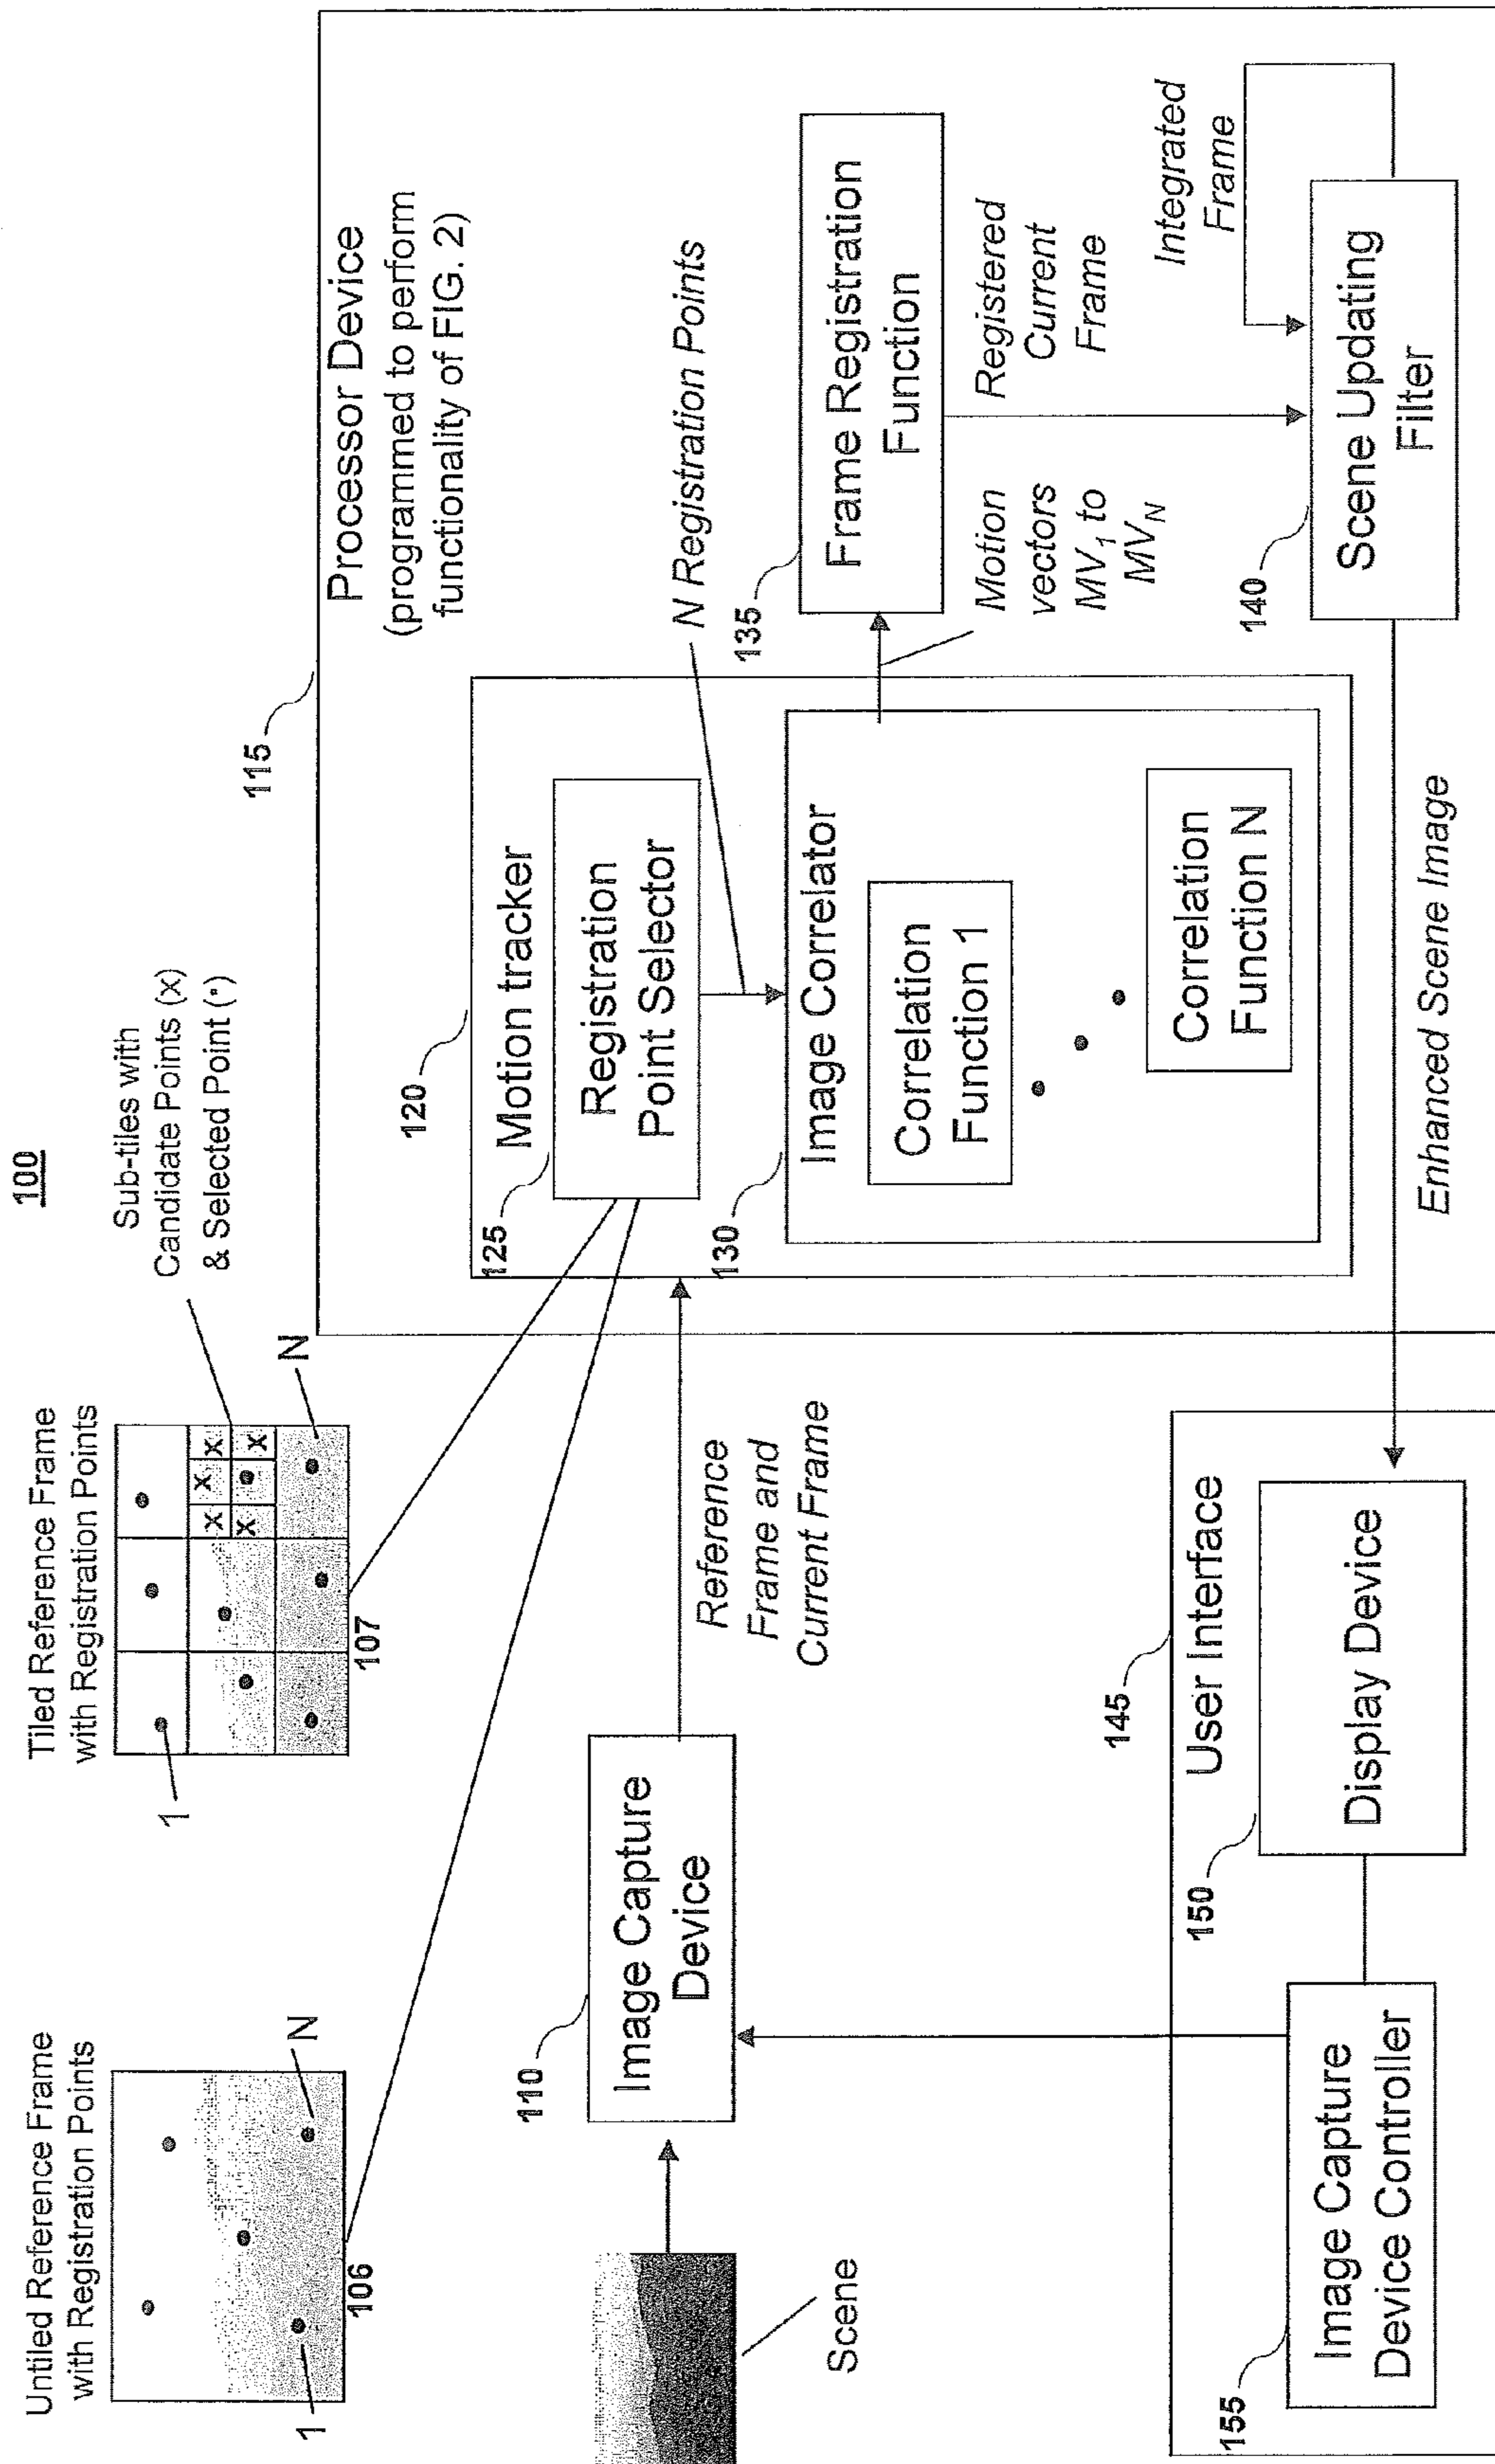 100
Untiled Reference Frame
with Registration Points
1
N
106
Tiled Reference Frame
with Registration Points
1
N
107
X
X
X
X
X
Sub-tiles with
Candidate Points (x)
& Selected Point (•)
Scene
110
Image Capture
Device
Reference
Frame and
Current Frame
115
Processor Device
(programmed to perform
functionality of FIG. 2)
120
Motion tracker
125
Registration
Point Selector
N Registration Points
130
Image Correlator
Correlation
Function 1
Correlation
Function N
135
Frame Registration
Function
Motion
vectors
MV1 to
MVN
Registered
Current
Frame
Integrated
Frame
140
Scene Updating
Filter
Enhanced Scene Image
145
User Interface
150
Display Device
155
Image Capture
Device Controller